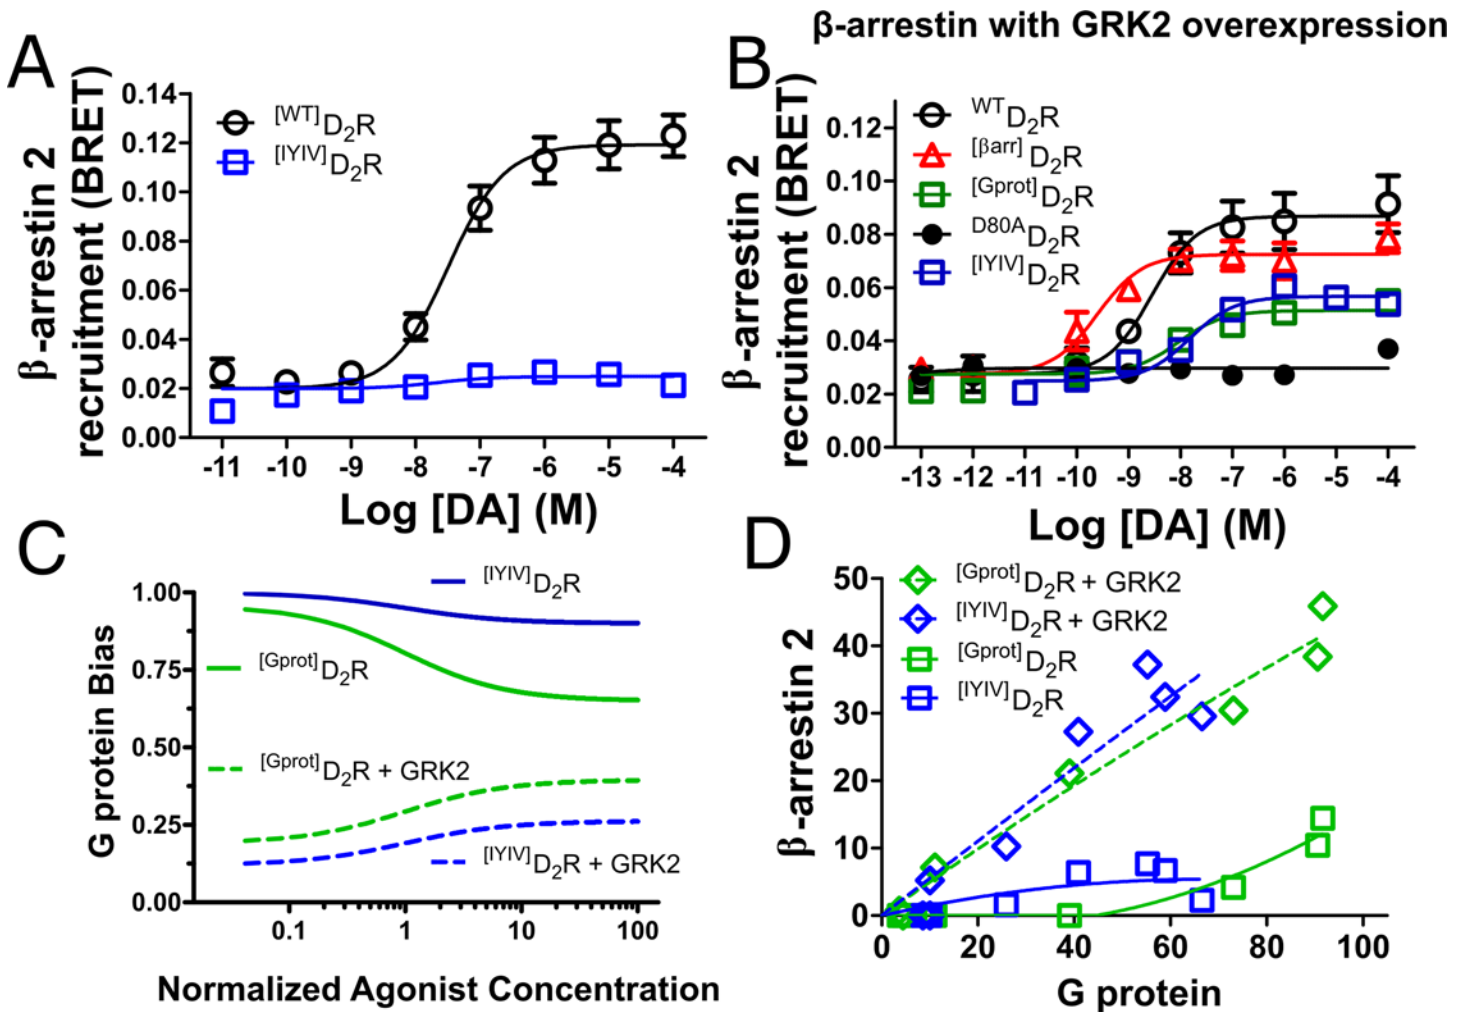 A
β-arrestin 2
recruitment (BRET)
0.14
0.12
0.10
0.08
0.06
0.04
0.02
0.00
[WT]D2R
[IYIV]D2R
-11 -10 -9 -8 -7 -6 -5 -4
Log [DA] (M)
β-arrestin with GRK2 overexpression
B
β-arrestin 2
recruitment (BRET)
0.12
0.10
0.08
0.06
0.04
0.02
0.00
WTD2R
[βarr]D2R
[Gprot]D2R
D80AD2R
[IYIV]D2R
-13 -12 -11 -10 -9 -8 -7 -6 -5 -4
Log [DA] (M)
C
G protein Bias
1.00
0.75
0.50
0.25
0.00
[IYIV]D2R
[Gprot]D2R
[Gprot]D2R + GRK2
[IYIV]D2R + GRK2
0.1 1 10 100
Normalized Agonist Concentration
D
β-arrestin 2
50
40
30
20
10
0
[Gprot]D2R + GRK2
[IYIV]D2R + GRK2
[Gprot]D2R
[IYIV]D2R
0 20 40 60 80 100
G protein